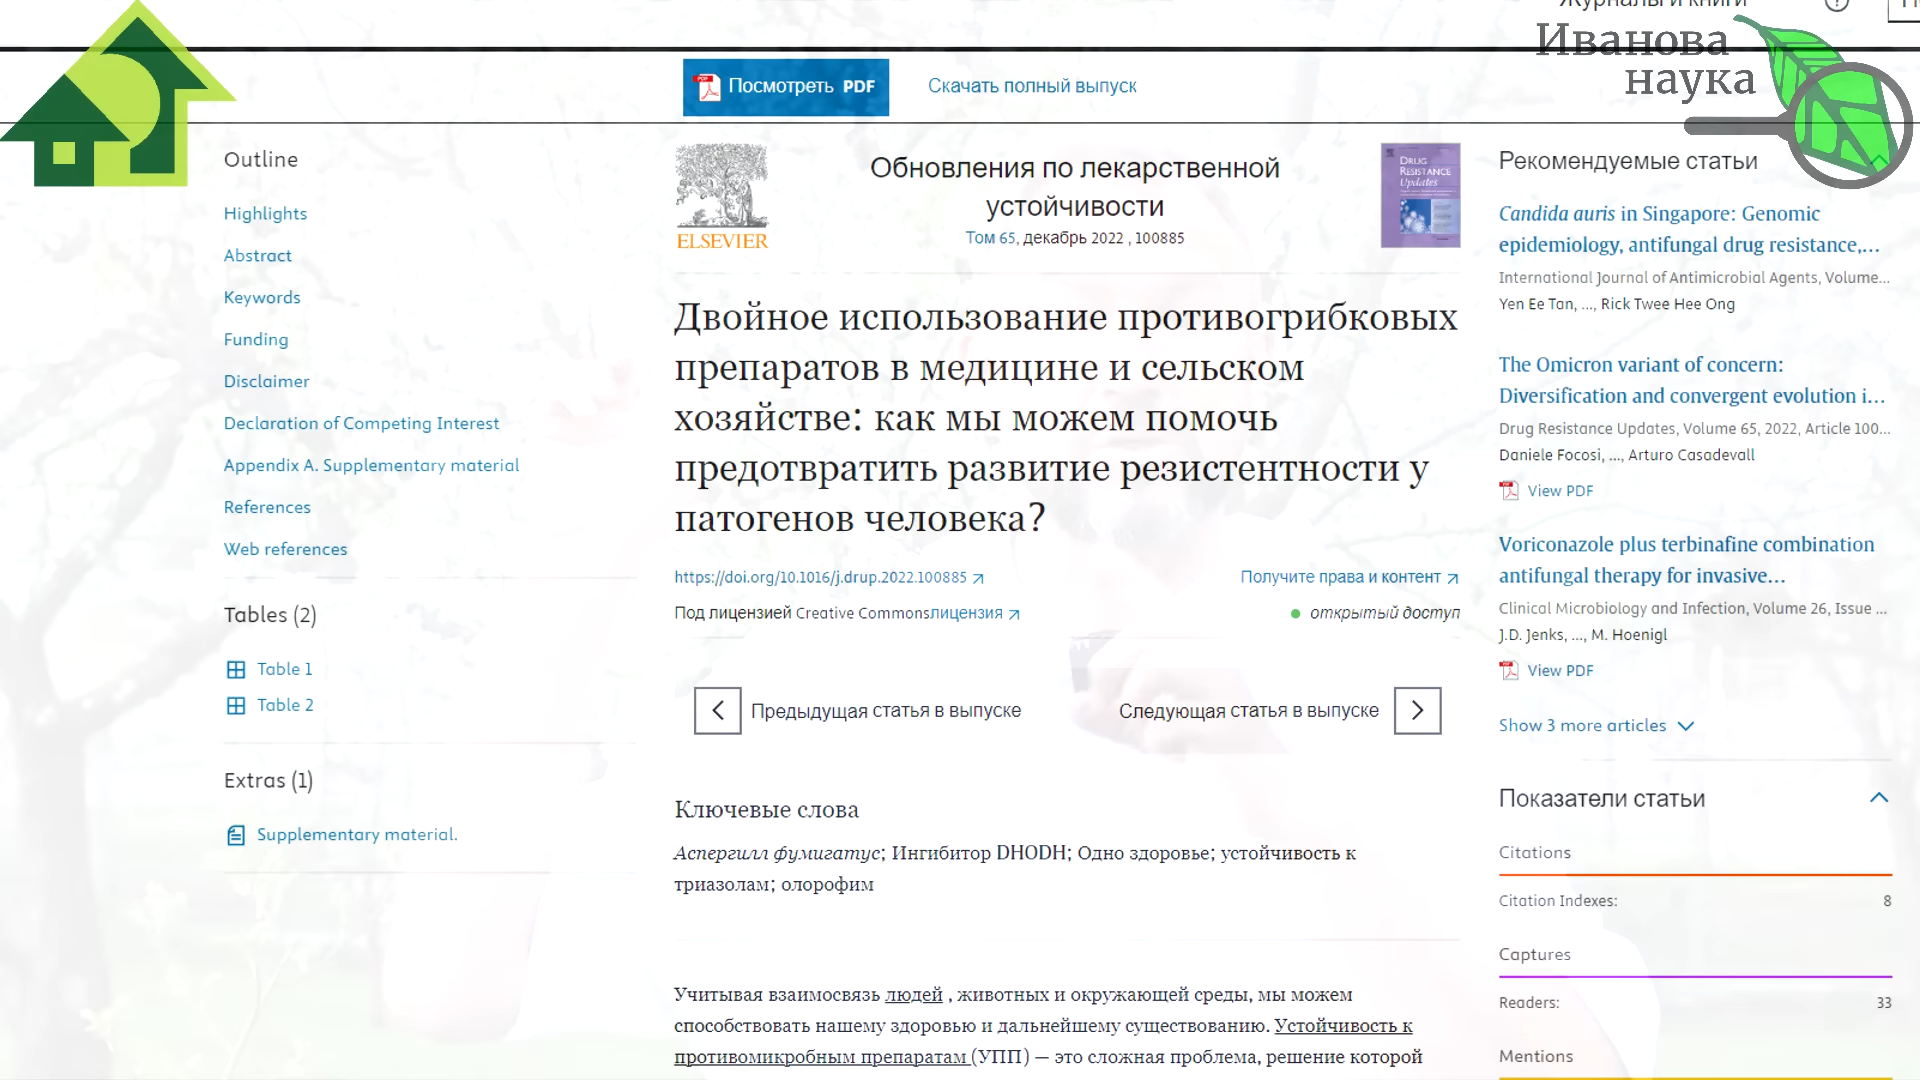 Журналы и книги
Иванова
наука
Посмотреть PDF
Скачать полный выпуск
Outline
Highlights
Abstract
Keywords
Funding
Disclaimer
Declaration of Competing Interest
Appendix A. Supplementary material
References
Web references
Tables (2)
Table 1
Table 2
Extras (1)
Supplementary material.
ELSEVIER
Обновления по лекарственной
устойчивости
Том 65, декабрь 2022 , 100885
DRUG
RESISTANCE
Updates
Двойное использование противогрибковых
препаратов в медицине и сельском
хозяйстве: как мы можем помочь
предотвратить развитие резистентности у
патогенов человека?
https://doi.org/10.1016/j.drup.2022.100885
Получите права и контент
Под лицензией Creative Commonsлицензия
открытый доступ
Предыдущая статья в выпуске
Следующая статья в выпуске
Ключевые слова
Аспергилл фумигатус; Ингибитор DHODH; Одно здоровье; устойчивость к
триазолам; олорофим
Учитывая взаимосвязь людей , животных и окружающей среды, мы можем
способствовать нашему здоровью и дальнейшему существованию. Устойчивость к
противомикробным препаратам (УПП) — это сложная проблема, решение которой
Рекомендуемые статьи
Candida auris in Singapore: Genomic
epidemiology, antifungal drug resistance,...
International Journal of Antimicrobial Agents, Volume...
Yen Ee Tan, ..., Rick Twee Hee Ong
The Omicron variant of concern:
Diversification and convergent evolution i...
Drug Resistance Updates, Volume 65, 2022, Article 100...
Daniele Focosi, ..., Arturo Casadevall
View PDF
Voriconazole plus terbinafine combination
antifungal therapy for invasive...
Clinical Microbiology and Infection, Volume 26, Issue ...
J.D. Jenks, ..., M. Hoenigl
View PDF
Show 3 more articles
Показатели статьи
Citations
Citation Indexes: 8
Captures
Readers: 33
Mentions